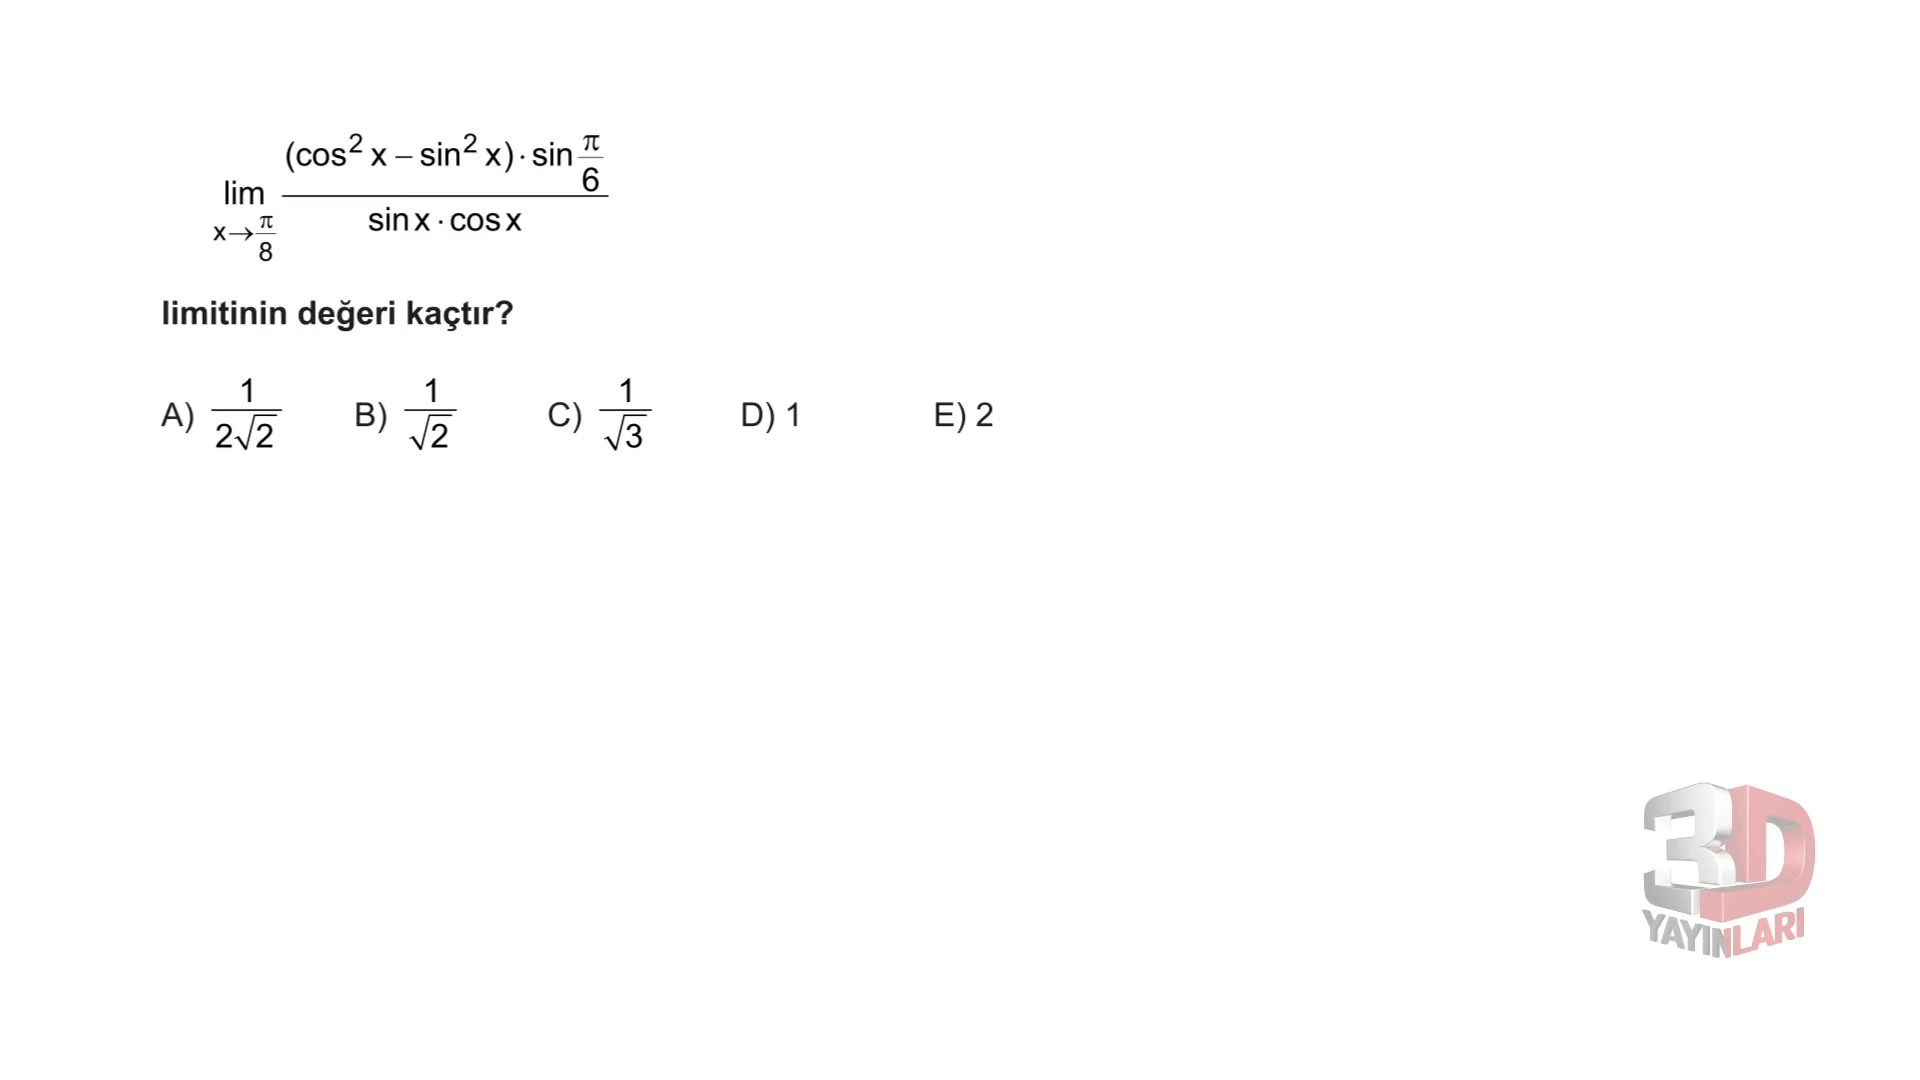 lim x→π/8 (cos² x − sin² x) · sin π/6 / sin x · cos x
limitinin değeri kaçtır?
A) 1/2√2 B) 1/√2 C) 1/√3 D) 1 E) 2
3D
YAYINLARI